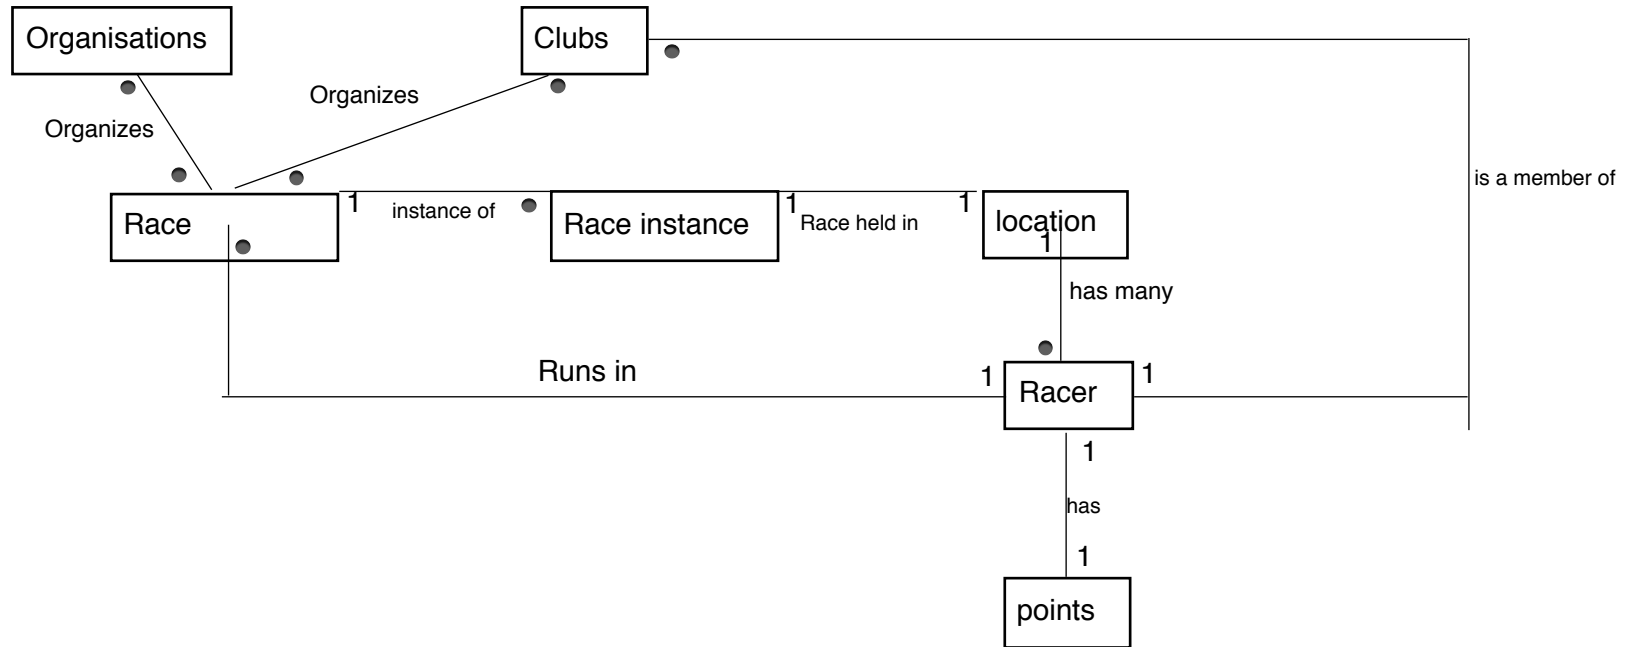 Organisations
Clubs
Organizes
Organizes
is a member of
1
instance of
1
Race held in
1
Race
Race instance
location
1
has many
Runs in
1
Racer
1
1
has
1
points